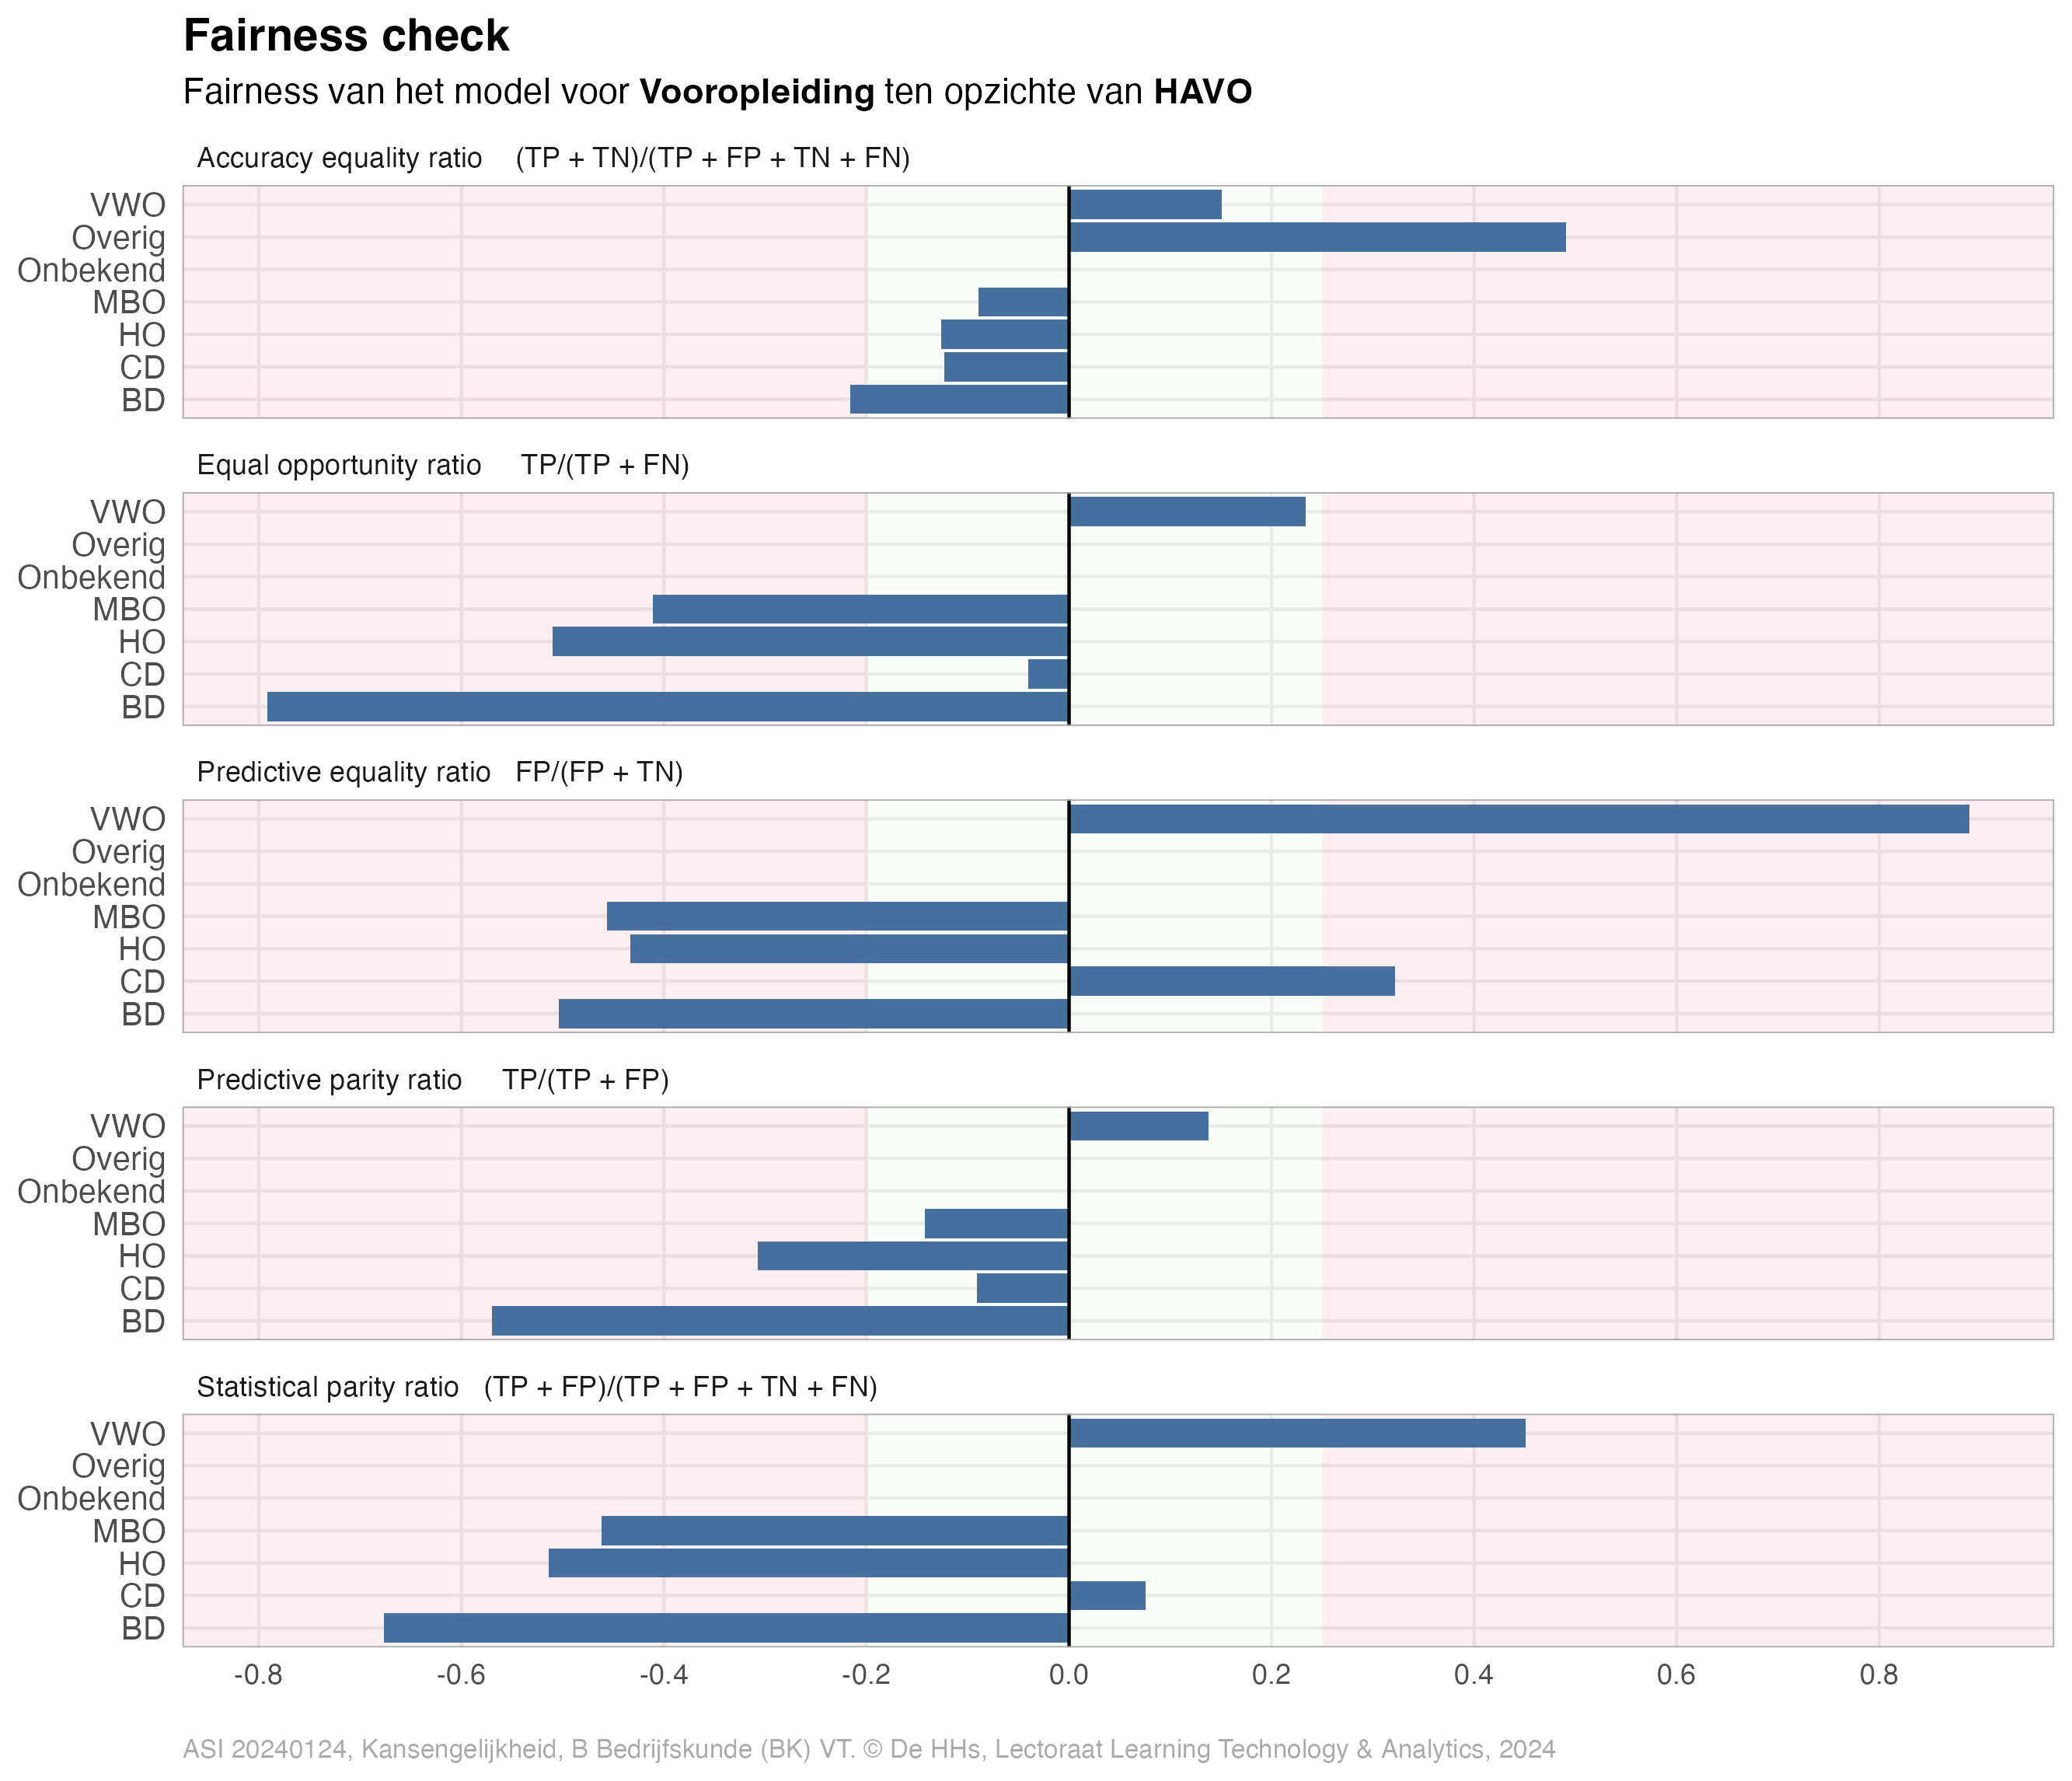 Fairness check
Fairness van het model voor Vooropleiding ten opzichte van HAVO
Accuracy equality ratio (TP + TN)/(TP + FP + TN + FN)
VWO
Overig
Onbekend
MBO
HO
CD
BD
Equal opportunity ratio TP/(TP + FN)
VWO
Overig
Onbekend
MBO
HO
CD
BD
Predictive equality ratio FP/(FP + TN)
VWO
Overig
Onbekend
MBO
HO
CD
BD
Predictive parity ratio TP/(TP + FP)
VWO
Overig
Onbekend
MBO
HO
CD
BD
Statistical parity ratio (TP + FP)/(TP + FP + TN + FN)
VWO
Overig
Onbekend
MBO
HO
CD
BD
-0.8 -0.6 -0.4 -0.2 0.0 0.2 0.4 0.6 0.8
ASI 20240124, Kansengelijkheid, B Bedrijfskunde (BK) VT. © De HHs, Lectoraat Learning Technology & Analytics, 2024